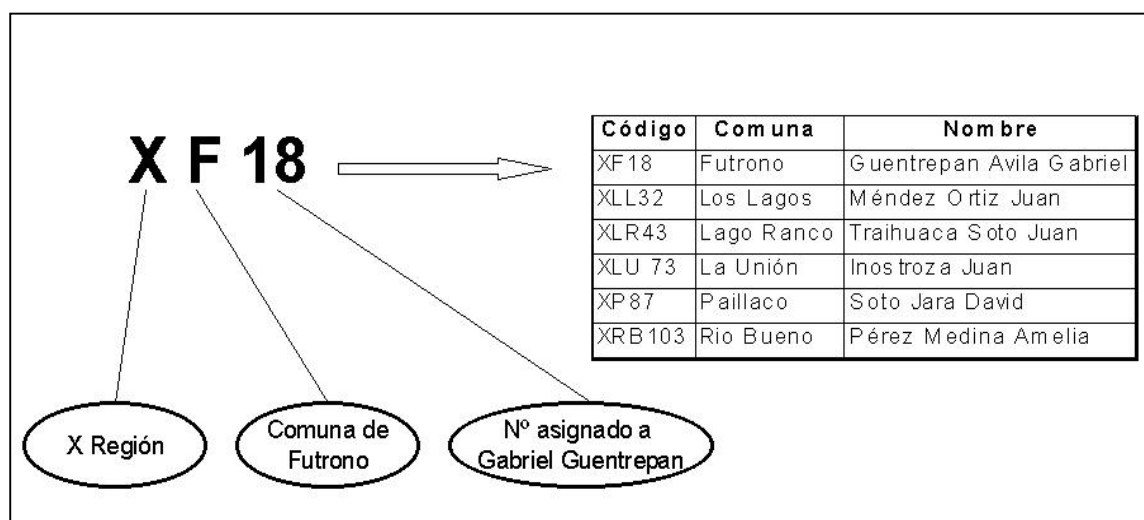 X F 18
Código Comuna Nombre
XF18 Futrono Guentrepan Avila Gabriel
XLL32 Los Lagos Méndez Ortiz Juan
XLR43 Lago Ranco Traihuaca Soto Juan
XLU 73 La Unión Inostroza Juan
XP87 Paillaco Soto Jara David
XRB103 Rio Bueno Pérez Medina Amelia
X Región
Comuna de
Futrono
Nº asignado a
Gabriel Guentrepan